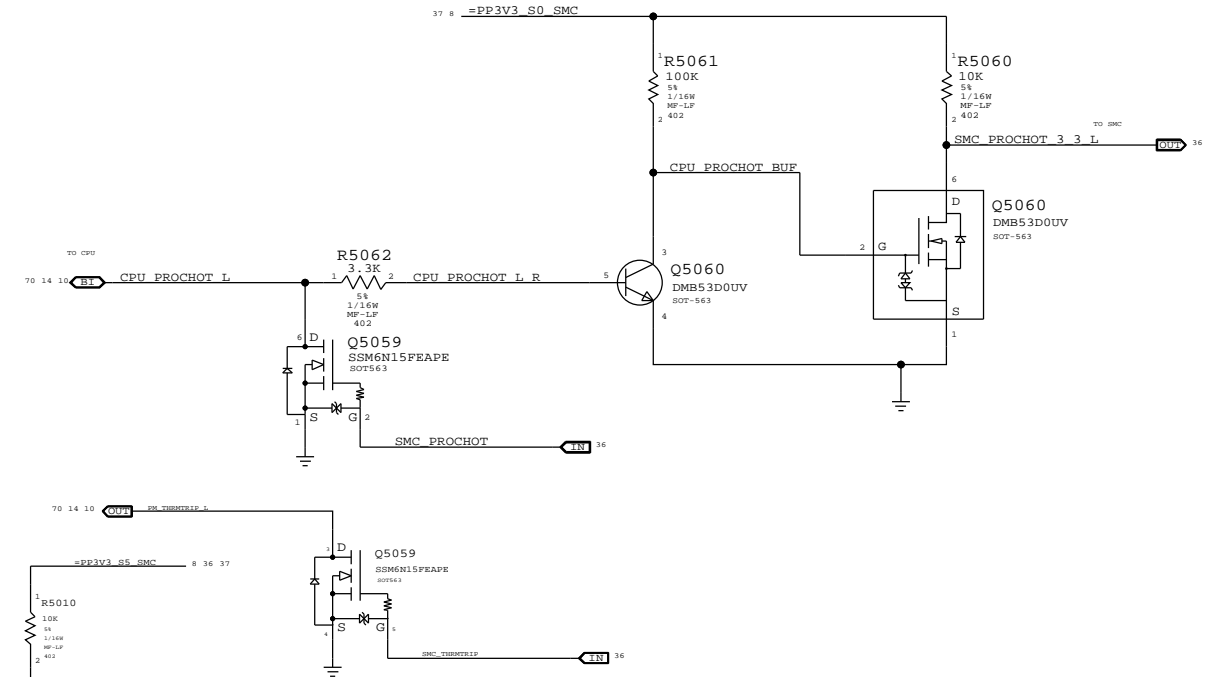 37 8 =PP3V3_S0_SMC
1 R5061
100K
5%
1/16W
MF-LF
402
2
1 R5060
10K
5%
1/16W
MF-LF
402
2
TO SMC
SMC_PROCHOT_3_3_L OUT 36
CPU_PROCHOT_BUF
6
D
Q5060
DMB53D0UV
SOT-563
2 G
S
1
3
Q5060
DMB53D0UV
SOT-563
5
4
TO CPU
70 14 10 BI CPU_PROCHOT_L
R5062
3.3K
1 2
5%
1/16W
MF-LF
402
CPU_PROCHOT_L_R
6 D
Q5059
SSM6N15FEAPE
SOT563
1 S G 2
SMC_PROCHOT IN 36
70 14 10 OUT PM_THRMTRIP_L
3 D
Q5059
SSM6N15FEAPE
SOT563
4 S G 5
SMC_THRMTRIP IN 36
=PP3V3_S5_SMC 8 36 37
1
R5010
10K
5%
1/16W
MF-LF
402
2